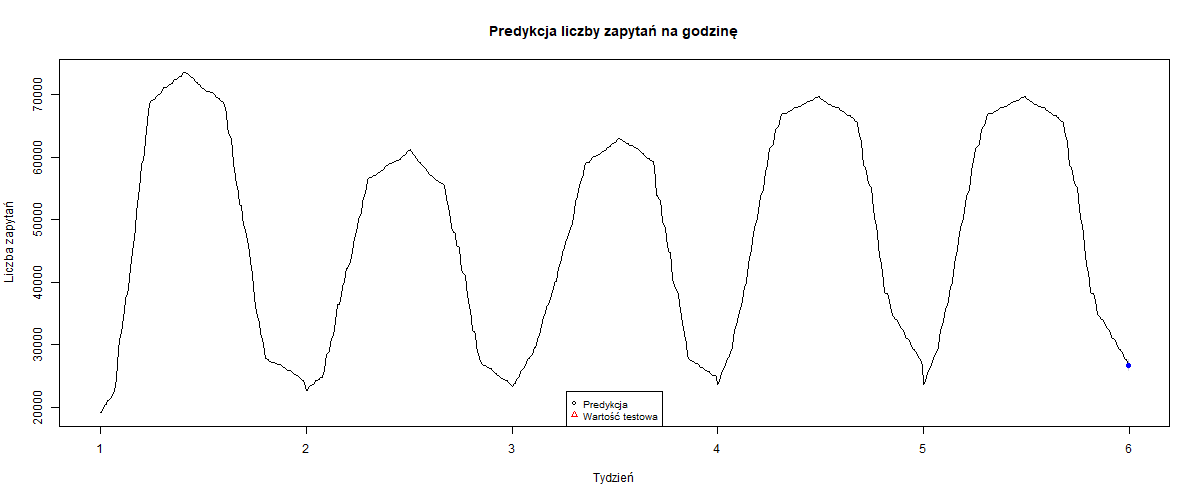 Predykcja liczby zapytań na godzinę
Liczba zapytań
70000
60000
50000
40000
30000
20000
Predykcja
Wartość testowa
1 2 3 4 5 6
Tydzień